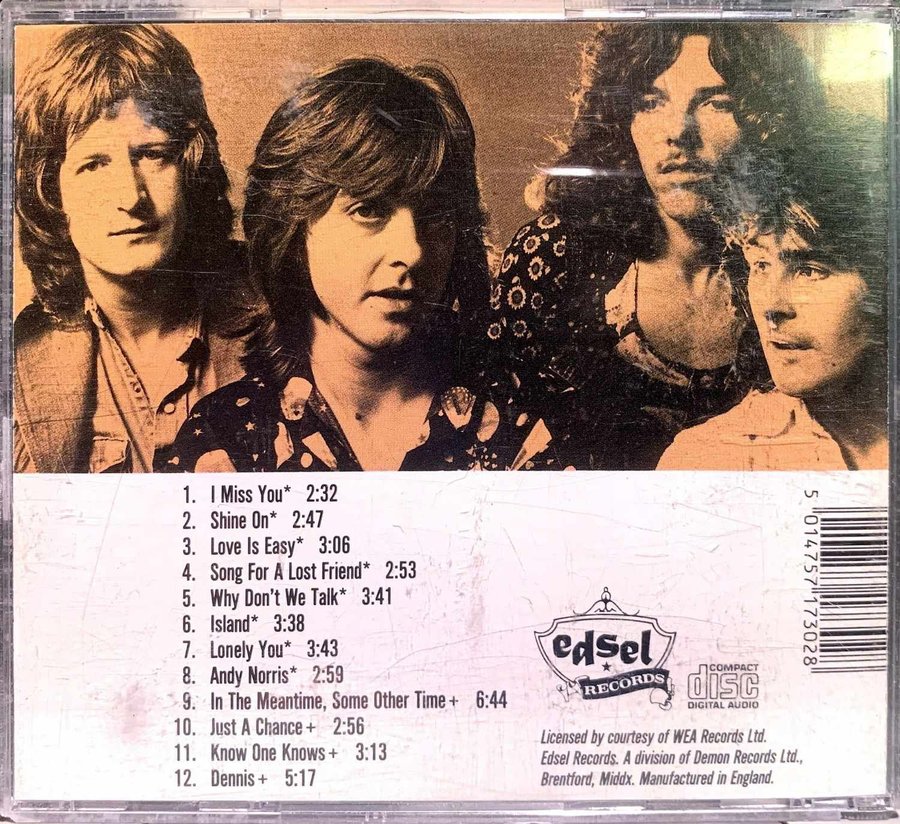 1. I Miss You* 2:32
2. Shine On* 2:47
3. Love Is Easy* 3:06
4. Song For A Lost Friend* 2:53
5. Why Don't We Talk* 3:41
6. Island* 3:38
7. Lonely You* 3:43
8. Andy Norris* 2:59
9. In The Meantime, Some Other Time+ 6:44
10. Just A Chance+ 2:56
11. Know One Knows+ 3:13
12. Dennis+ 5:17
edsel
RECORDS
COMPACT
disc
DIGITAL AUDIO
Licensed by courtesy of WEA Records Ltd.
Edsel Records. A division of Demon Records Ltd.,
Brentford, Middx. Manufactured in England.
5 014757 173028